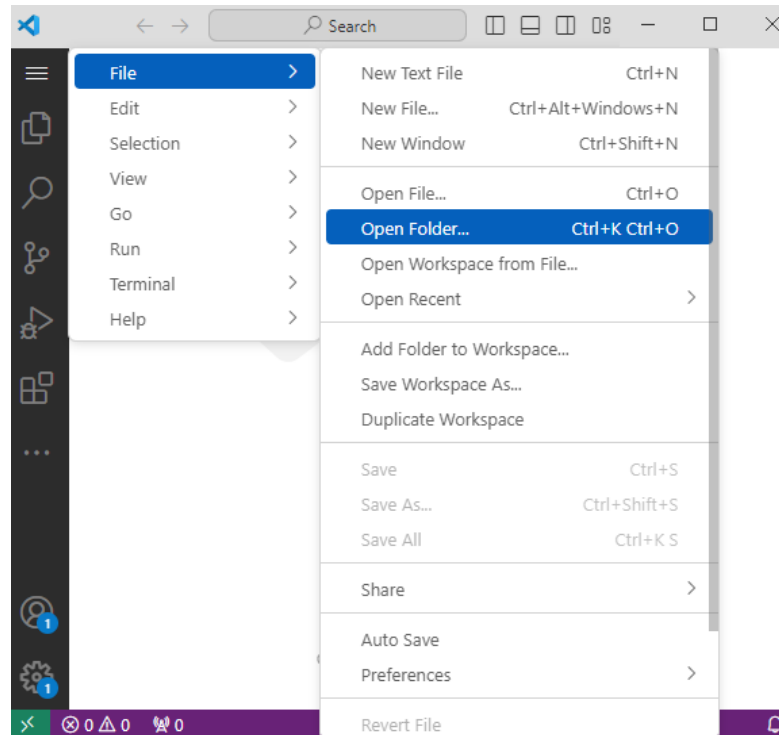 Search
File
Edit
Selection
View
Go
Run
Terminal
Help
New Text File Ctrl+N
New File... Ctrl+Alt+Windows+N
New Window Ctrl+Shift+N
Open File... Ctrl+O
Open Folder... Ctrl+K Ctrl+O
Open Workspace from File...
Open Recent
Add Folder to Workspace...
Save Workspace As...
Duplicate Workspace
Save Ctrl+S
Save As... Ctrl+Shift+S
Save All Ctrl+K S
Share
Auto Save
Preferences
Revert File
1
1
0 0 0